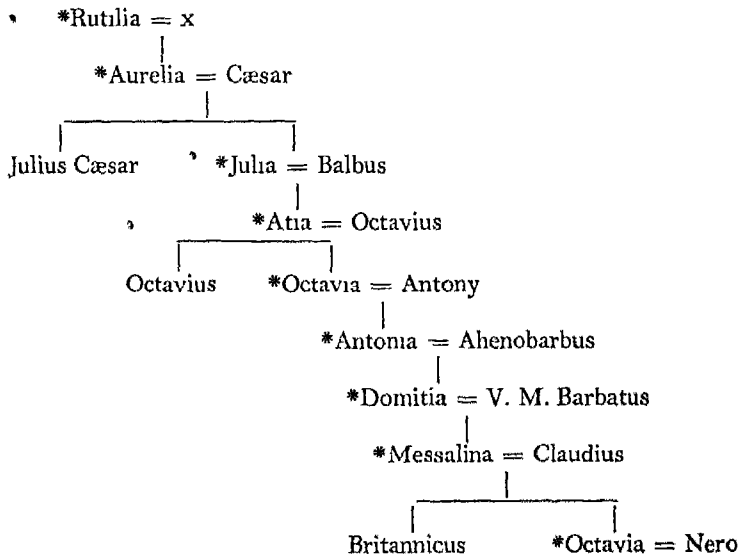 *Rutilia = x
*Aurelia = Cæsar
Julius Cæsar *Julia = Balbus
*Atia = Octavius
Octavius *Octavia = Antony
*Antonia = Ahenobarbus
*Domitia = V. M. Barbatus
*Messalina = Claudius
Britannicus *Octavia = Nero